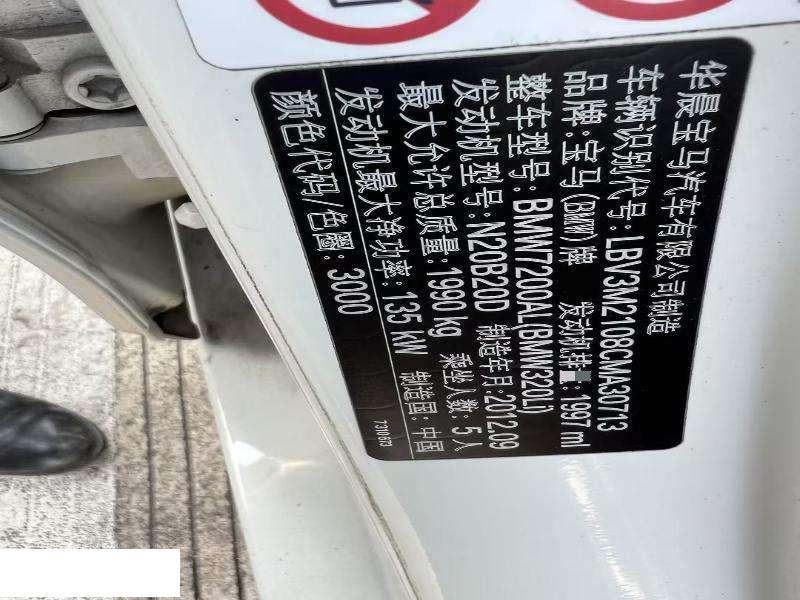 华晨宝马汽车有限公司制造
车辆识别代号: LBV3M2108CMA30713
品牌: 宝马(BMW)牌 发动机排量: 1997 ml
整车型号: BMW7200AL(BMW320Li)
发动机型号: N20B20D 制造年月: 2012.09
最大允许总质量: 1990 kg 乘坐人数: 5人
发动机最大净功率: 135 kW 制造国: 中国
颜色代码/色圈: 3000
7310673